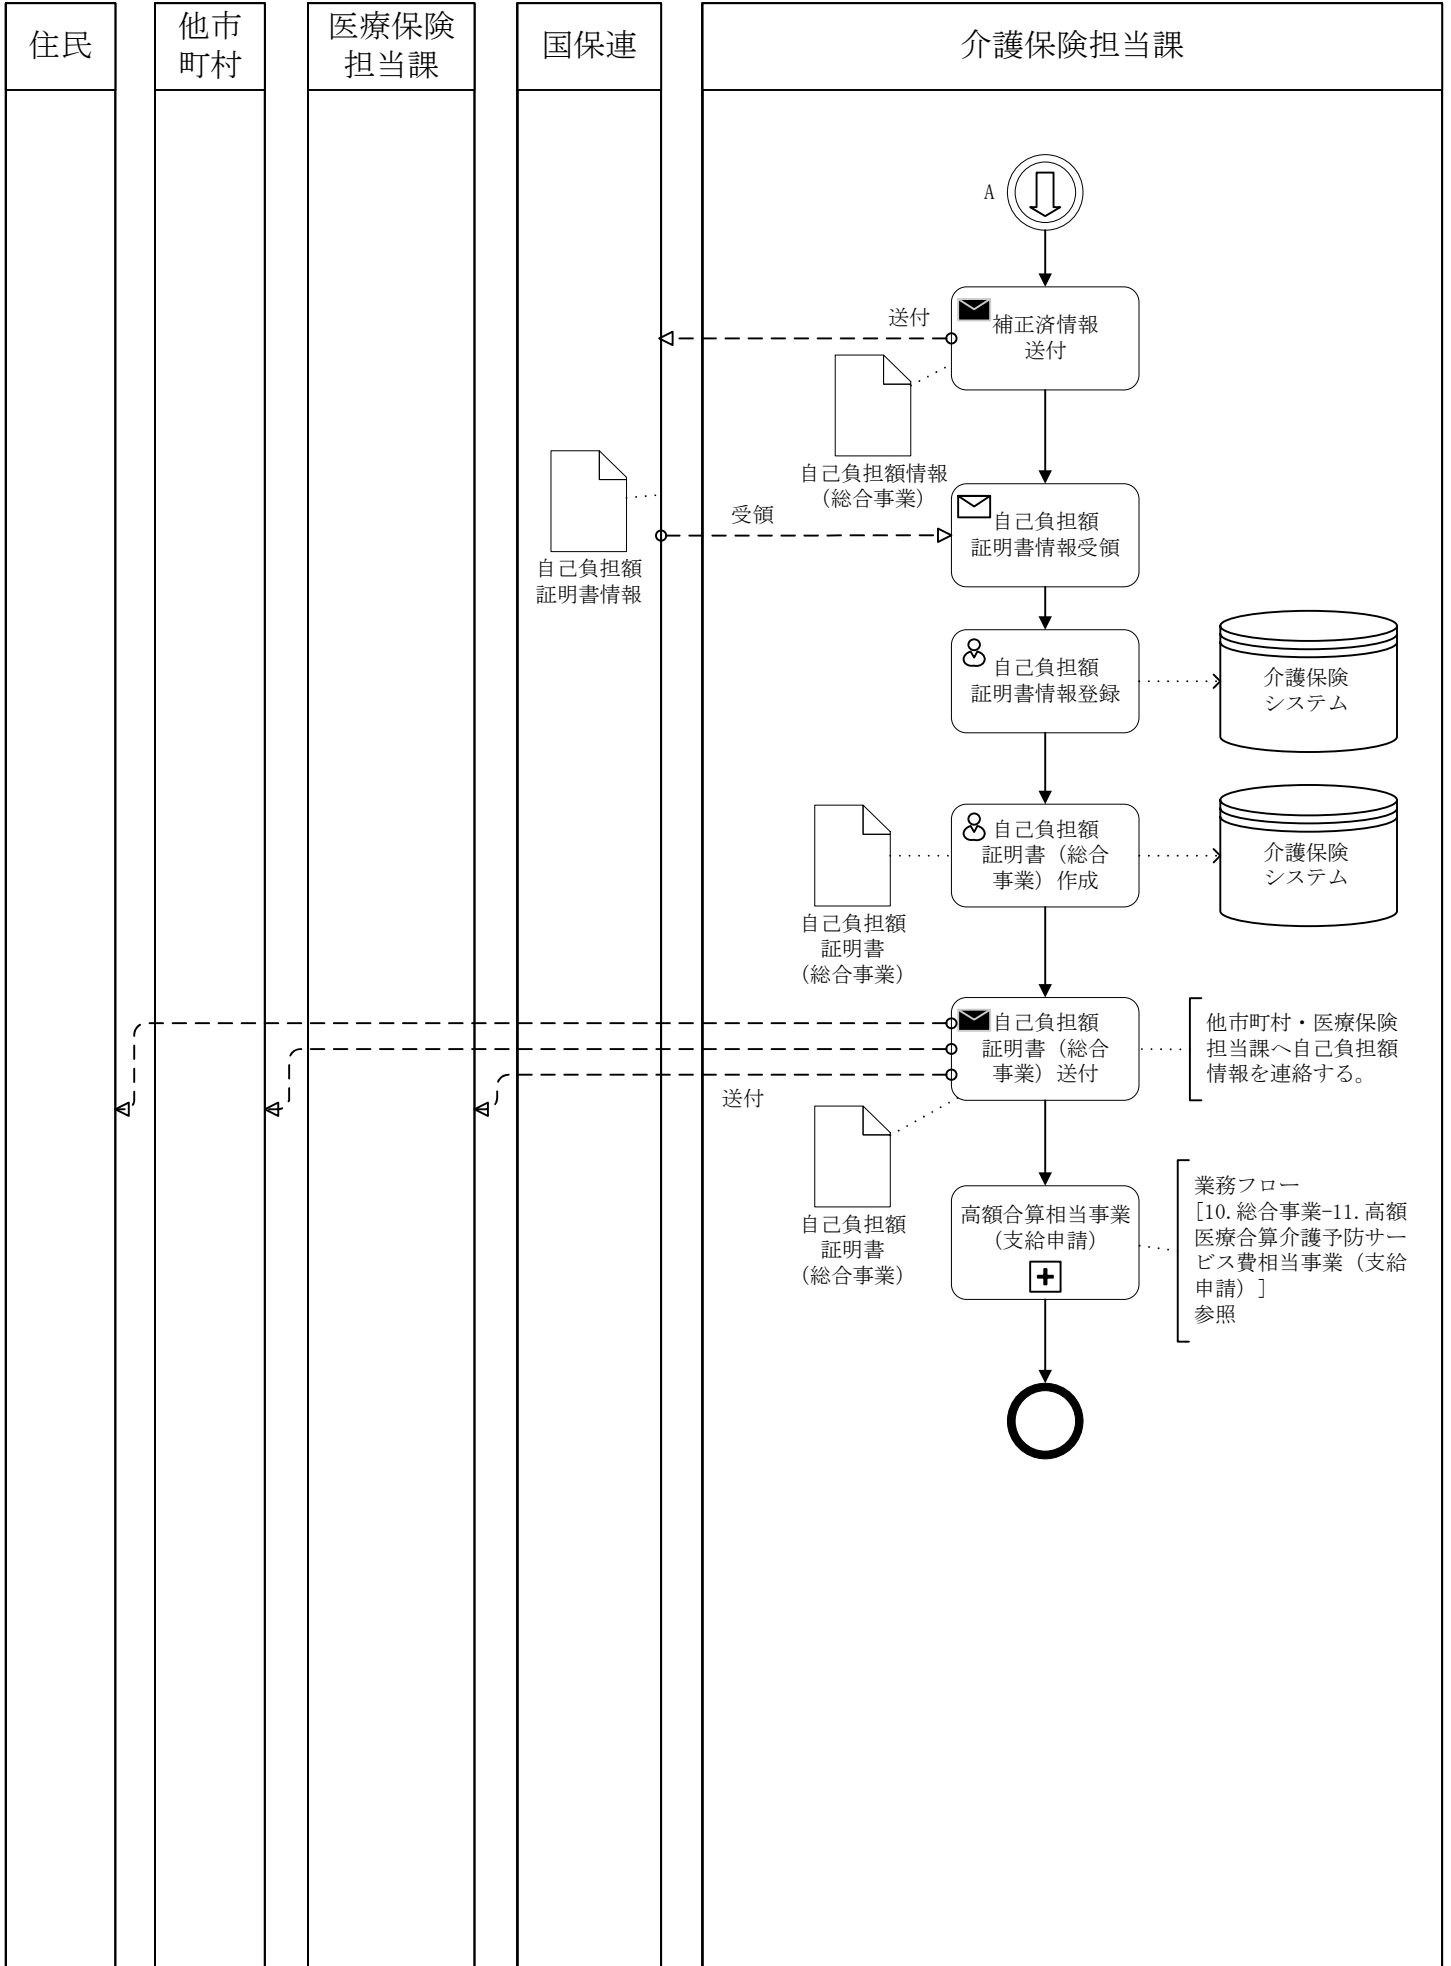 住民
他市
町村
医療保険
担当課
国保連
介護保険担当課
A
送付
補正済情報
送付
自己負担額情報
(総合事業)
自己負担額
証明書情報
受領
自己負担額
証明書情報受領
自己負担額
証明書情報登録
介護保険
システム
自己負担額
証明書（総合
事業）作成
介護保険
システム
自己負担額
証明書
(総合事業)
自己負担額
証明書（総合
事業）送付
他市町村・医療保険
担当課へ自己負担額
情報を連絡する。
送付
自己負担額
証明書
(総合事業)
高額合算相当事業
（支給申請）
業務フロー
[10.総合事業-11.高額
医療合算介護予防サー
ビス費相当事業（支給
申請）]
参照